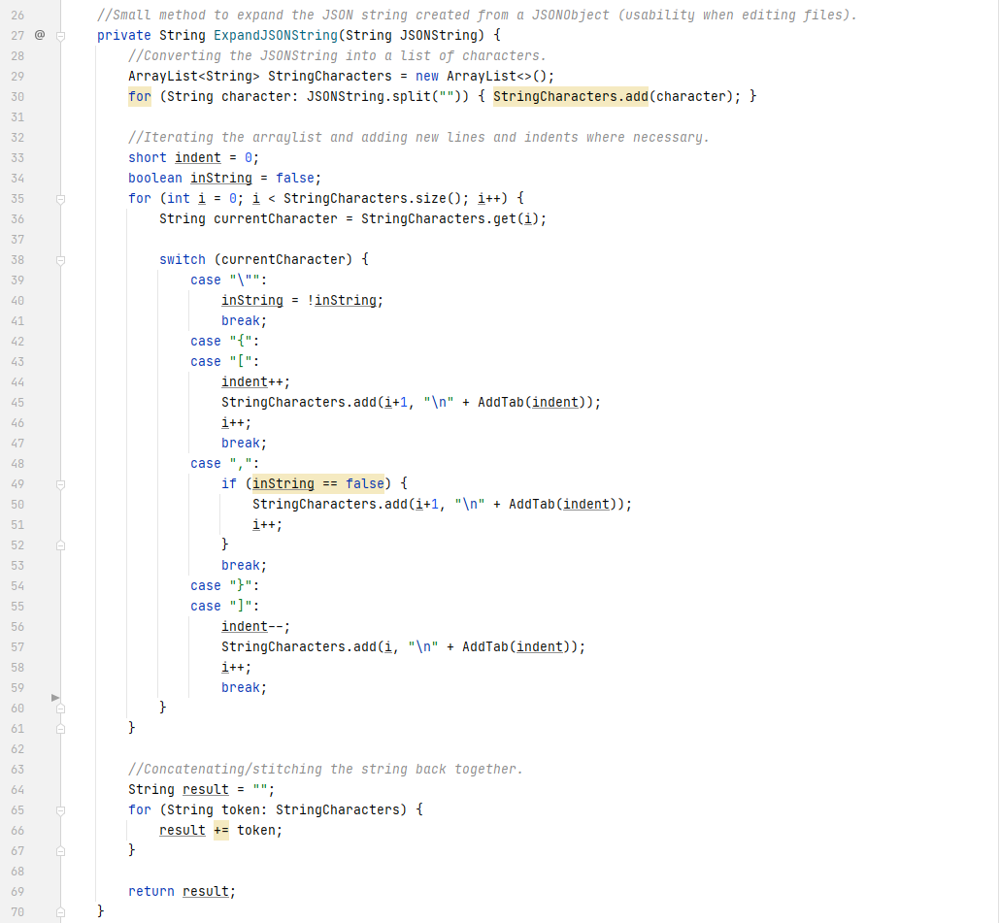 26 //Small method to expand the JSON string created from a JSONObject (usability when editing files).
27 @ private String ExpandJSONString(String JSONString) {
28 //Converting the JSONString into a list of characters.
29 ArrayList<String> StringCharacters = new ArrayList<>();
30 for (String character: JSONString.split("")) { StringCharacters.add(character); }
31
32 //Iterating the arraylist and adding new lines and indents where necessary.
33 short indent = 0;
34 boolean inString = false;
35 for (int i = 0; i < StringCharacters.size(); i++) {
36 String currentCharacter = StringCharacters.get(i);
37
38 switch (currentCharacter) {
39 case "\"":
40 inString = !inString;
41 break;
42 case "{":
43 case "[":
44 indent++;
45 StringCharacters.add(i+1, "\n" + AddTab(indent));
46 i++;
47 break;
48 case ",":
49 if (inString == false) {
50 StringCharacters.add(i+1, "\n" + AddTab(indent));
51 i++;
52 }
53 break;
54 case "}":
55 case "]":
56 indent--;
57 StringCharacters.add(i, "\n" + AddTab(indent));
58 i++;
59 break;
60 }
61 }
62
63 //Concatenating/stitching the string back together.
64 String result = "";
65 for (String token: StringCharacters) {
66 result += token;
67 }
68
69 return result;
70 }